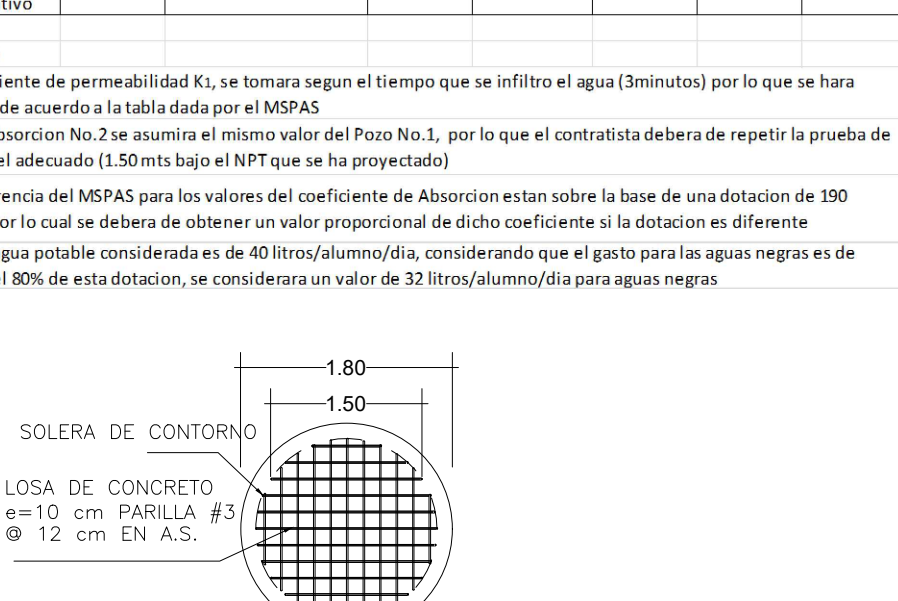 tivo
iente de permeabilidad K1, se tomara segun el tiempo que se infiltro el agua (3minutos) por lo que se hara
de acuerdo a la tabla dada por el MSPAS
bsorcion No.2 se asumira el mismo valor del Pozo No.1, por lo que el contratista debera de repetir la prueba de
el adecuado (1.50 mts bajo el NPT que se ha proyectado)
rencia del MSPAS para los valores del coeficiente de Absorcion estan sobre la base de una dotacion de 190
or lo cual se debera de obtener un valor proporcional de dicho coeficiente si la dotacion es diferente
gua potable considerada es de 40 litros/alumno/dia, considerando que el gasto para las aguas negras es de
l 80% de esta dotacion, se considerara un valor de 32 litros/alumno/dia para aguas negras
1.80
1.50
SOLERA DE CONTORNO
LOSA DE CONCRETO
e=10 cm PARILLA #3
@ 12 cm EN A.S.